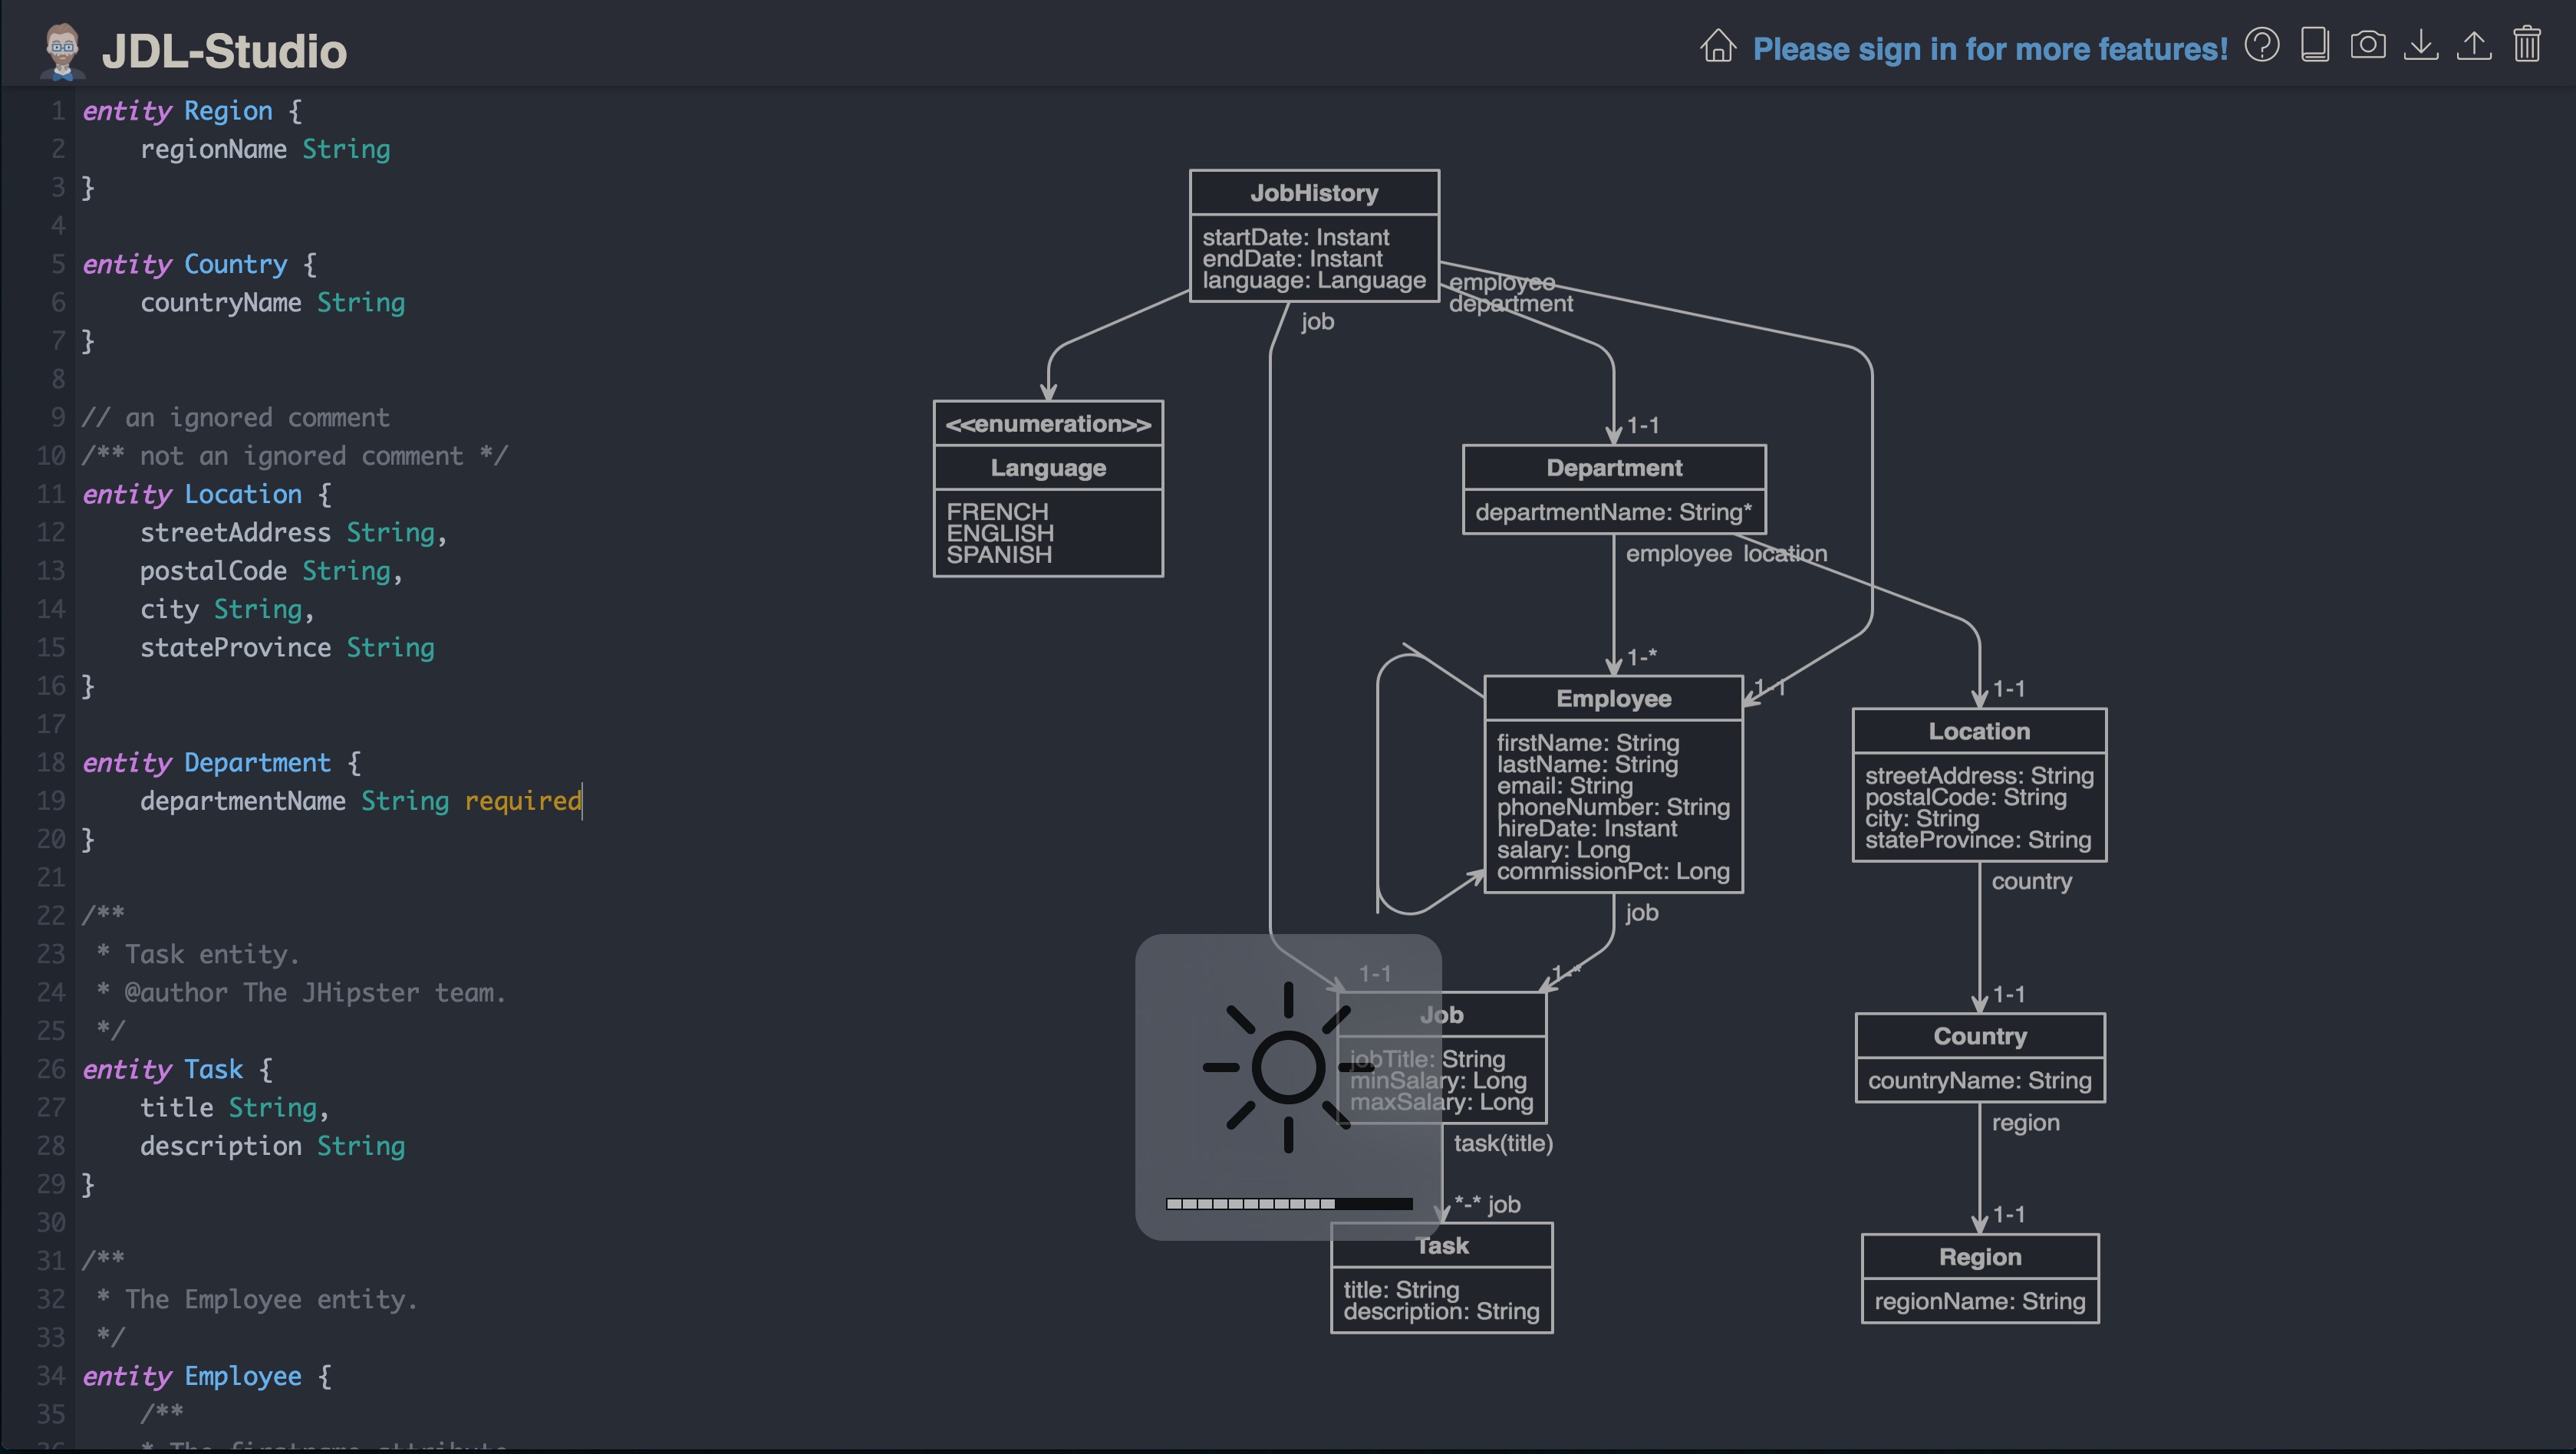 JDL-Studio
Please sign in for more features!
1 entity Region {
2 regionName String
3 }
4
5 entity Country {
6 countryName String
7 }
8
9 // an ignored comment
10 /** not an ignored comment */
11 entity Location {
12 streetAddress String,
13 postalCode String,
14 city String,
15 stateProvince String
16 }
17
18 entity Department {
19 departmentName String required
20 }
21
22 /**
23 * Task entity.
24 * @author The JHipster team.
25 */
26 entity Task {
27 title String,
28 description String
29 }
30
31 /**
32 * The Employee entity.
33 */
34 entity Employee {
35 /**
36 * The firstname attribute
JobHistory
startDate: Instant
endDate: Instant
language: Language
employee
department
job
<<enumeration>>
Language
FRENCH
ENGLISH
SPANISH
1-1
Department
departmentName: String*
employee location
1-*
1-1
Employee
firstName: String
lastName: String
email: String
phoneNumber: String
hireDate: Instant
salary: Long
commissionPct: Long
job
1-1
Location
streetAddress: String
postalCode: String
city: String
stateProvince: String
country
1-1
1-*
Job
jobTitle: String
minSalary: Long
maxSalary: Long
task(title)
*-* job
Task
title: String
description: String
1-1
Country
countryName: String
region
1-1
Region
regionName: String